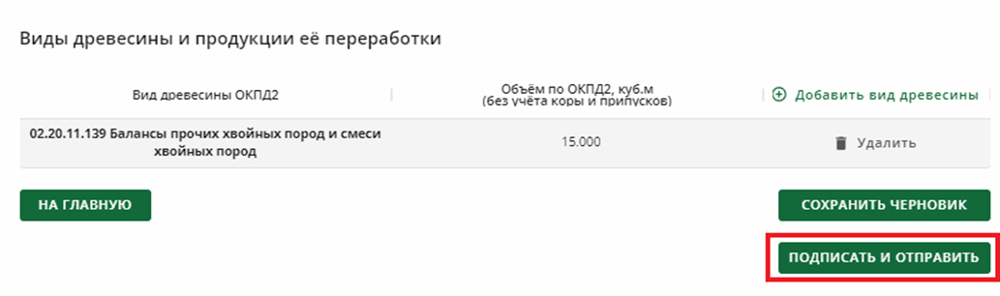 Виды древесины и продукции её переработки
Вид древесины ОКПД2
Объём по ОКПД2, куб.м
(без учёта коры и припусков)
Добавить вид древесины
02.20.11.139 Балансы прочих хвойных пород и смеси
хвойных пород
15.000
Удалить
НА ГЛАВНУЮ
СОХРАНИТЬ ЧЕРНОВИК
ПОДПИСАТЬ И ОТПРАВИТЬ